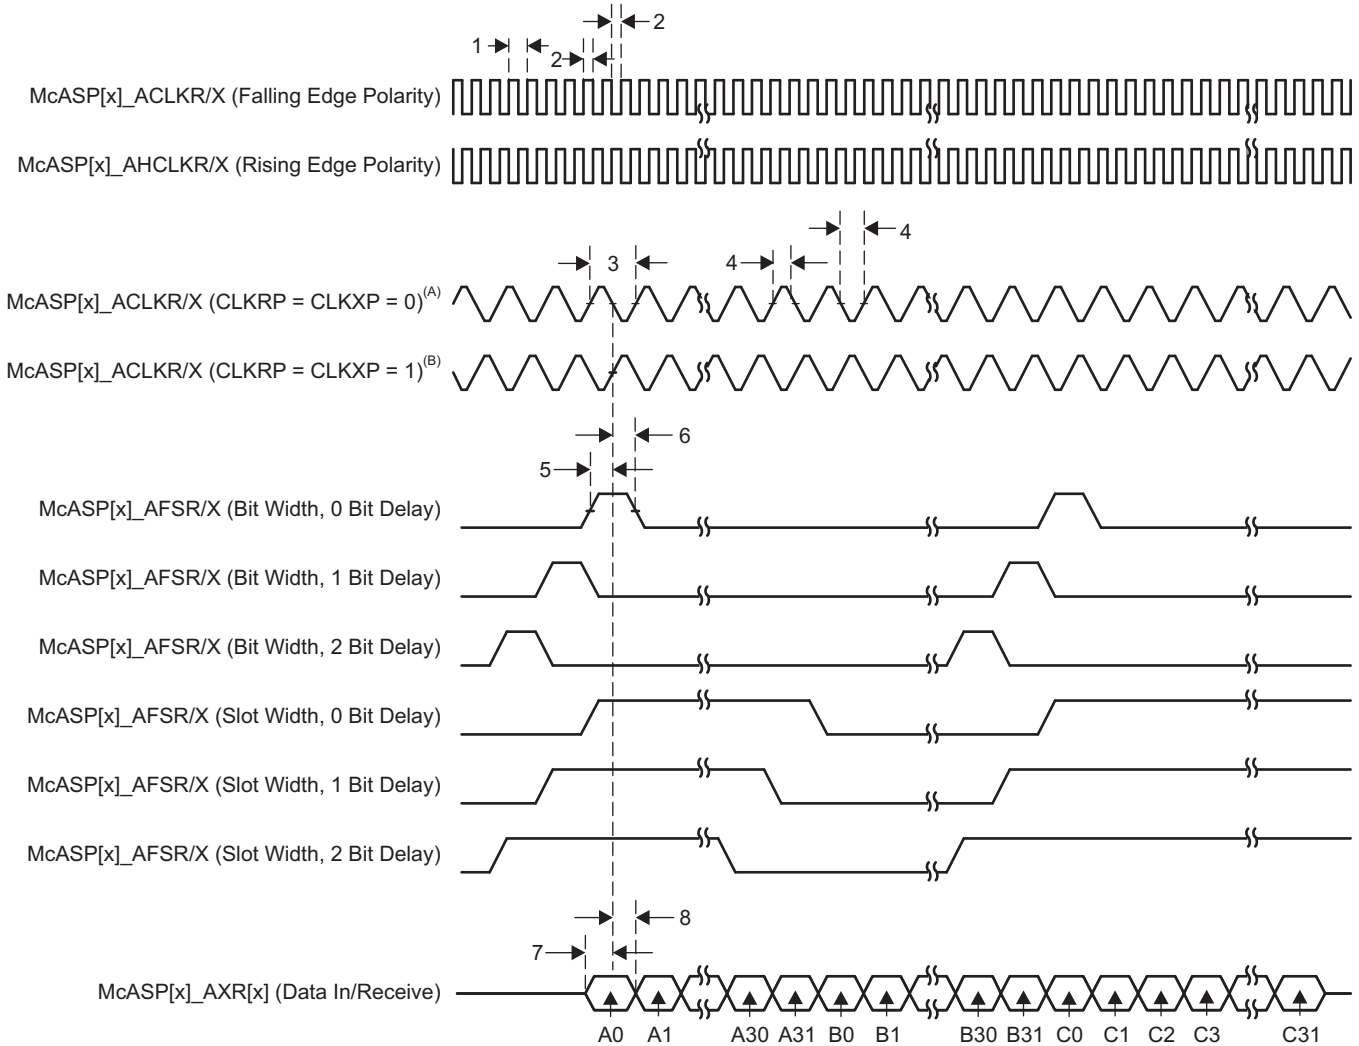 2
1
2
McASP[x]_ACLKR/X (Falling Edge Polarity)
McASP[x]_AHCLKR/X (Rising Edge Polarity)
4
3
4
McASP[x]_ACLKR/X (CLKRP = CLKXP = 0)(A)
McASP[x]_ACLKR/X (CLKRP = CLKXP = 1)(B)
6
5
McASP[x]_AFSR/X (Bit Width, 0 Bit Delay)
McASP[x]_AFSR/X (Bit Width, 1 Bit Delay)
McASP[x]_AFSR/X (Bit Width, 2 Bit Delay)
McASP[x]_AFSR/X (Slot Width, 0 Bit Delay)
McASP[x]_AFSR/X (Slot Width, 1 Bit Delay)
McASP[x]_AFSR/X (Slot Width, 2 Bit Delay)
8
7
McASP[x]_AXR[x] (Data In/Receive)
A0 A1 A30 A31 B0 B1 B30 B31 C0 C1 C2 C3 C31